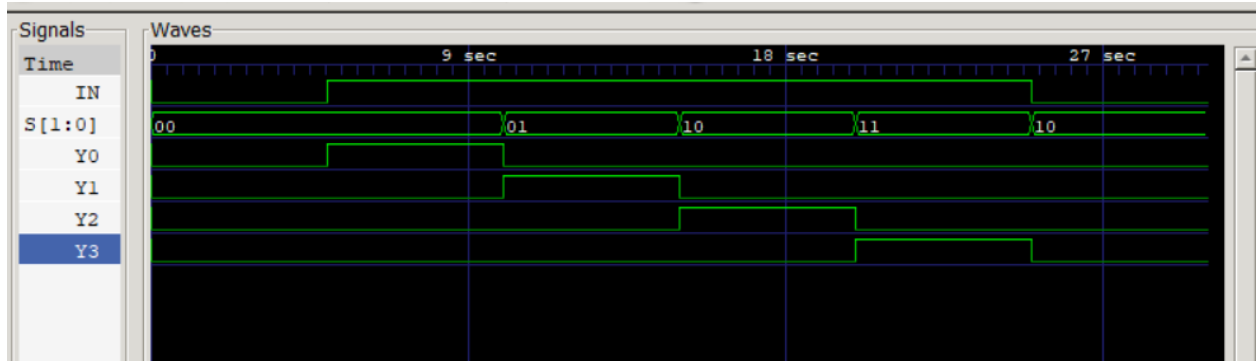 Signals
Waves
Time
0 9 sec 18 sec 27 sec
IN
S[1:0]
00 01 10 11 10
Y0
Y1
Y2
Y3